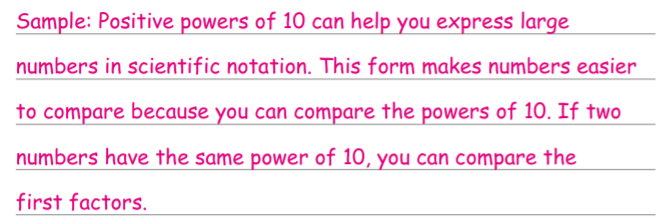 Sample: Positive powers of 10 can help you express large
numbers in scientific notation. This form makes numbers easier
to compare because you can compare the powers of 10. If two
numbers have the same power of 10, you can compare the
first factors.